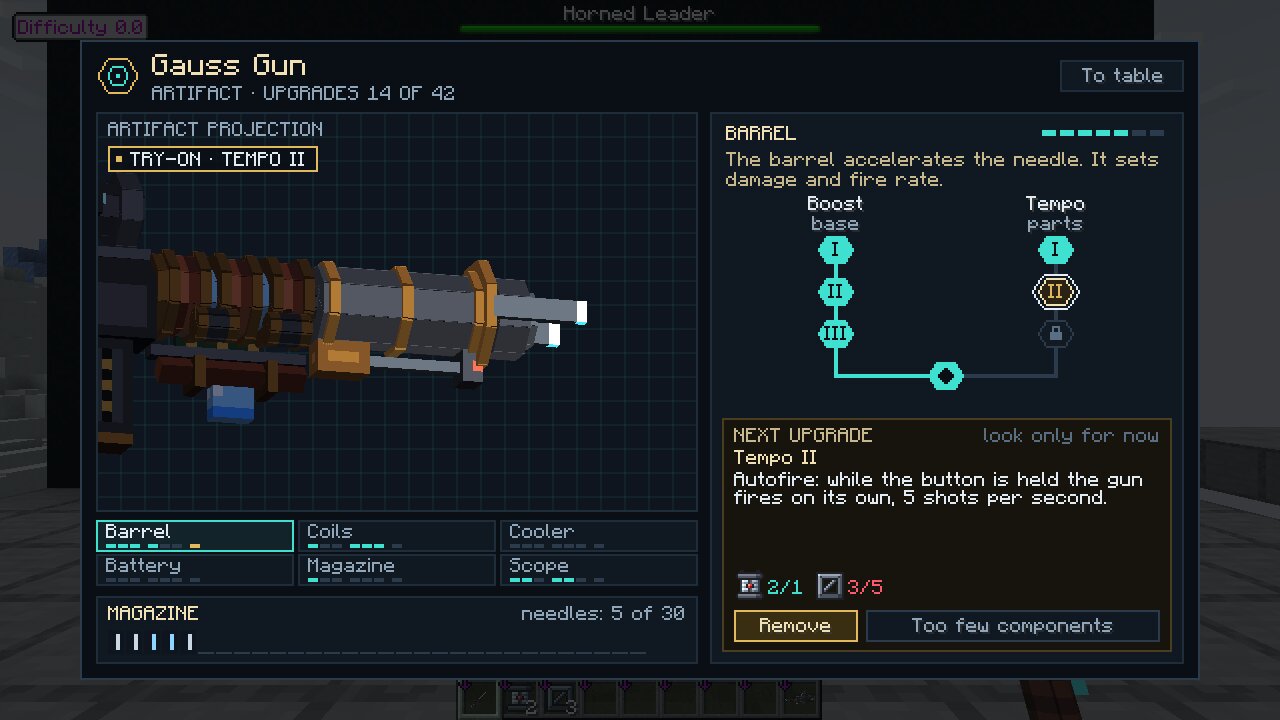 Horned Leader
Difficulty 0.0
Gauss Gun
ARTIFACT · UPGRADES 14 OF 42
To table
ARTIFACT PROJECTION
TRY-ON · TEMPO II
BARREL
The barrel accelerates the needle. It sets
damage and fire rate.
Boost
base
I
II
III
Tempo
parts
I
II
NEXT UPGRADE
look only for now
Tempo II
Autofire: while the button is held the gun
fires on its own, 5 shots per second.
2/1
3/5
Remove
Too few components
Barrel
Coils
Cooler
Battery
Magazine
Scope
MAGAZINE
needles: 5 of 30
2
3